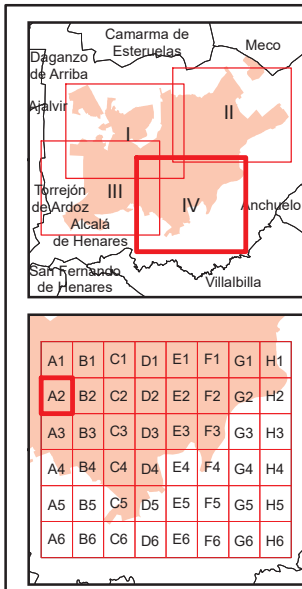 Camarma de
Esteruelas
Meco
Daganzo
de Arriba
Ajalvir
II
I
Torrejón
de Ardoz
III
IV
Anchuelo
Alcalá
de Henares
San Fernando
de Henares
Villalbilla
A1 B1 C1 D1 E1 F1 G1 H1
A2 B2 C2 D2 E2 F2 G2 H2
A3 B3 C3 D3 E3 F3 G3 H3
A4 B4 C4 D4 E4 F4 G4 H4
A5 B5 C5 D5 E5 F5 G5 H5
A6 B6 C6 D6 E6 F6 G6 H6